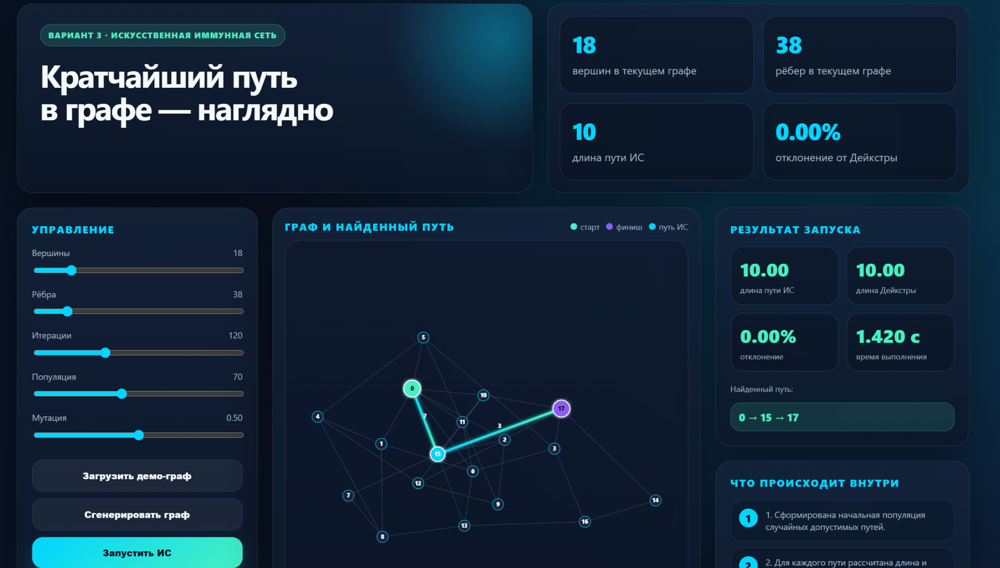 ВАРИАНТ 3 · ИСКУССТВЕННАЯ ИММУННАЯ СЕТЬ
Кратчайший путь
в графе — наглядно
18
вершин в текущем графе
38
рёбер в текущем графе
10
длина пути ИС
0.00%
отклонение от Дейкстры
УПРАВЛЕНИЕ
Вершины 18
Рёбра 38
Итерации 120
Популяция 70
Мутация 0.50
Загрузить демо-граф
Сгенерировать граф
Запустить ИС
ГРАФ И НАЙДЕННЫЙ ПУТЬ
старт финиш путь ИС
5
0
10
17
4
7
11
3
2
1
3
15
6
12
7
14
9
16
13
8
РЕЗУЛЬТАТ ЗАПУСКА
10.00
длина пути ИС
10.00
длина Дейкстры
0.00%
отклонение
1.420 с
время выполнения
Найденный путь:
0 → 15 → 17
ЧТО ПРОИСХОДИТ ВНУТРИ
1
1. Сформирована начальная популяция
случайных допустимых путей.
2
2. Для каждого пути рассчитана длина и